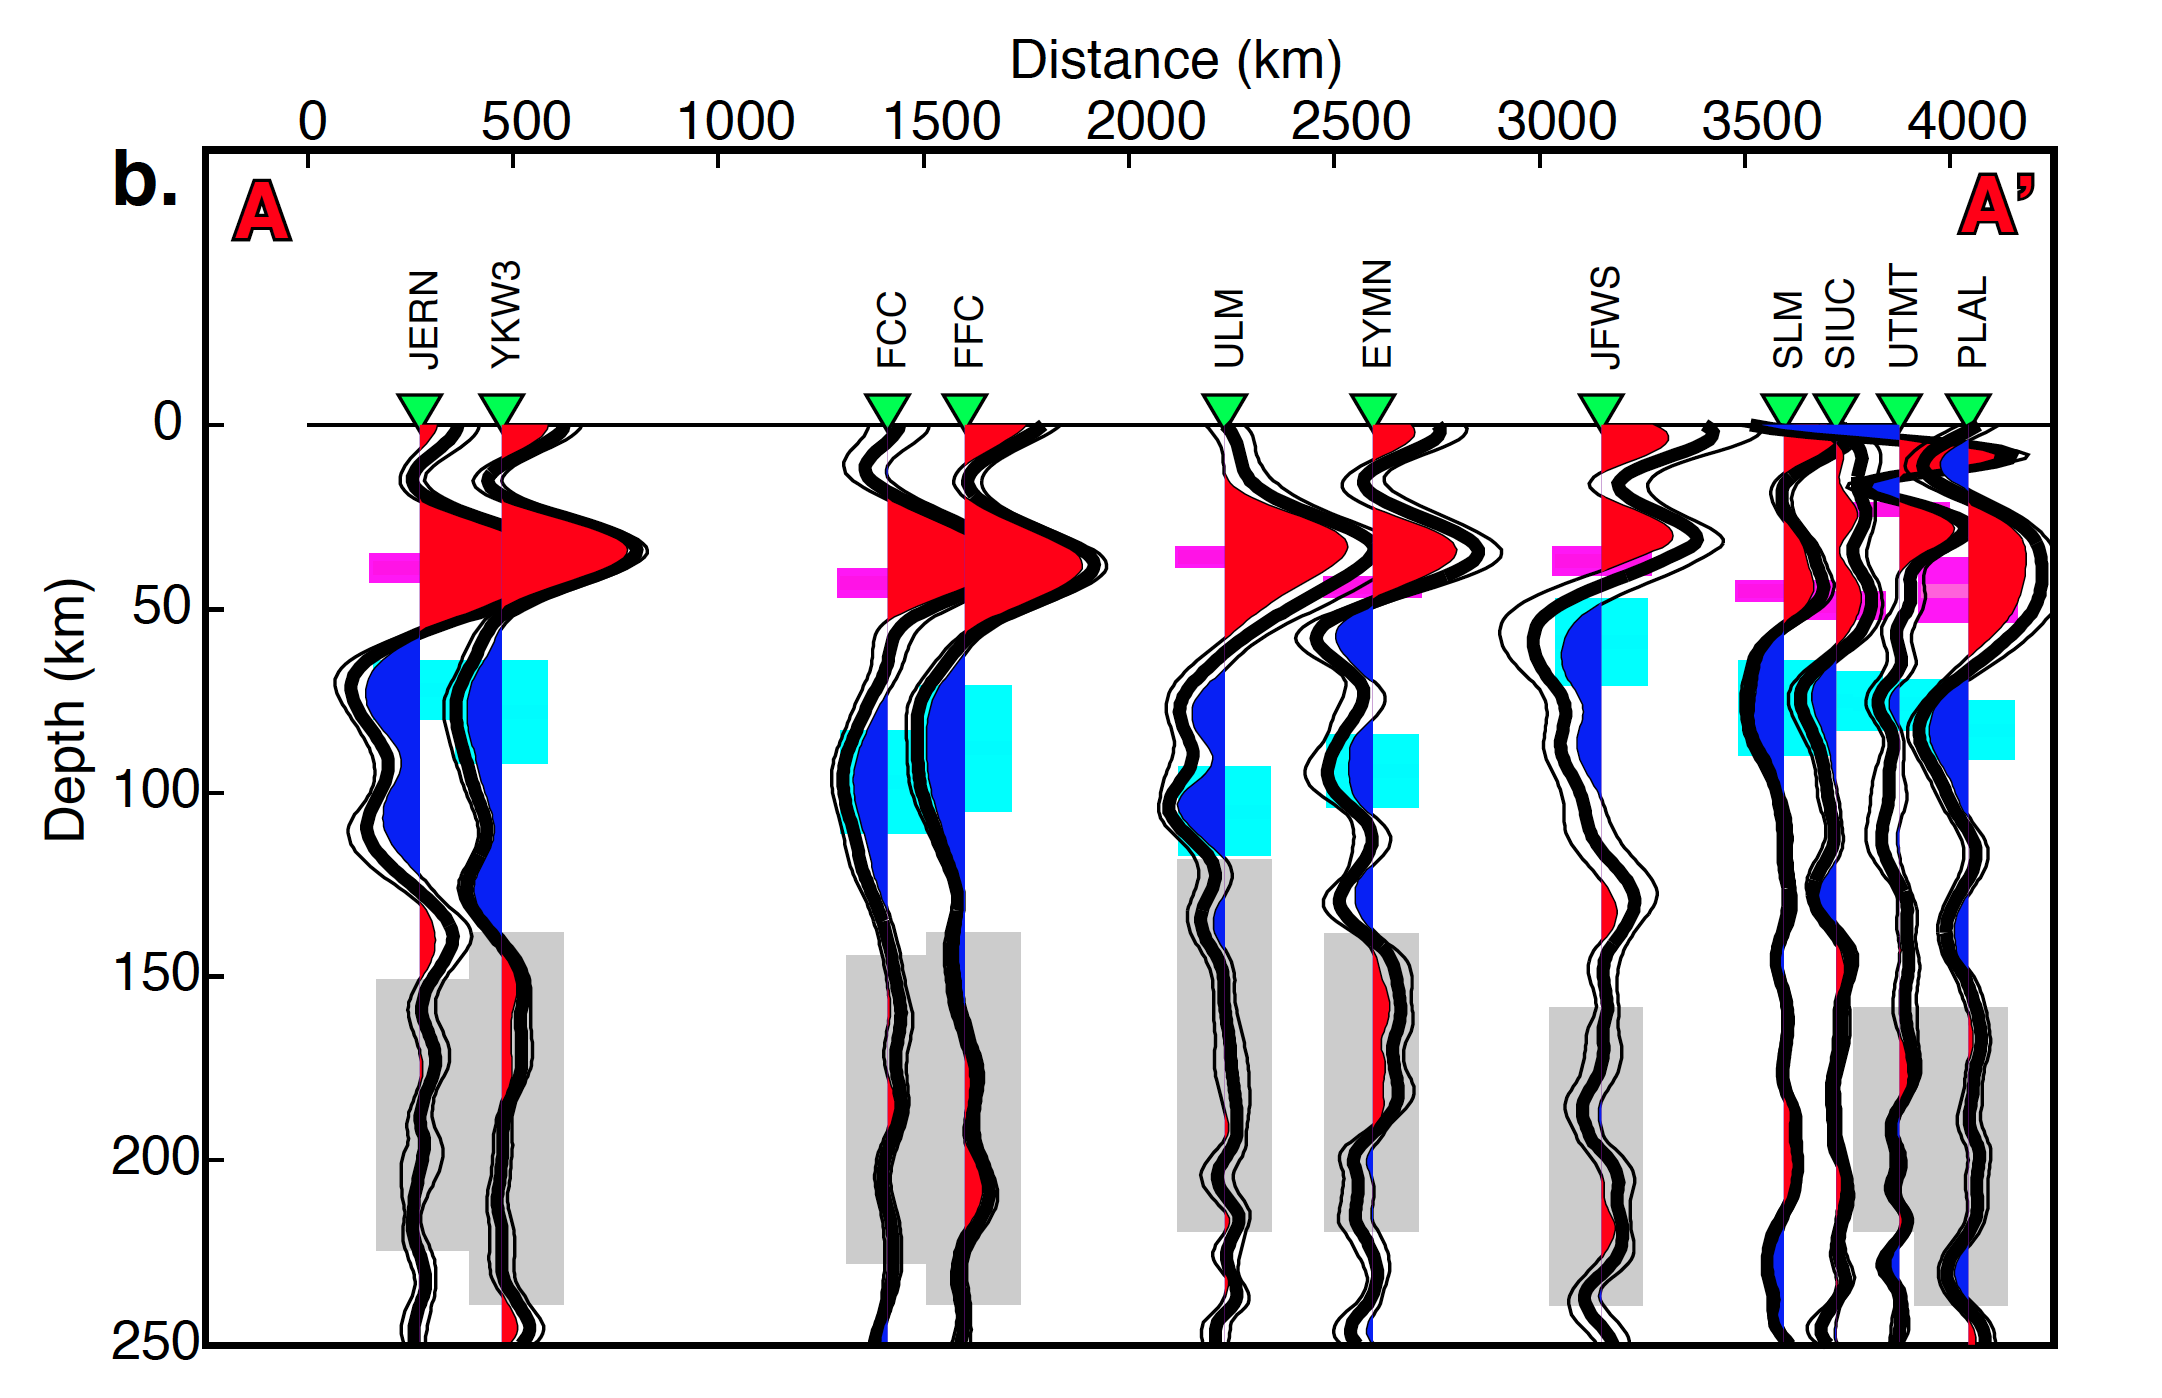 Distance (km)
0 500 1000 1500 2000 2500 3000 3500 4000
b.
A A’
JERN YKW3 FCC FFC ULM EYMN JFWS SLM SIUC UTMT PLAL
0
50
100
150
200
250
Depth (km)